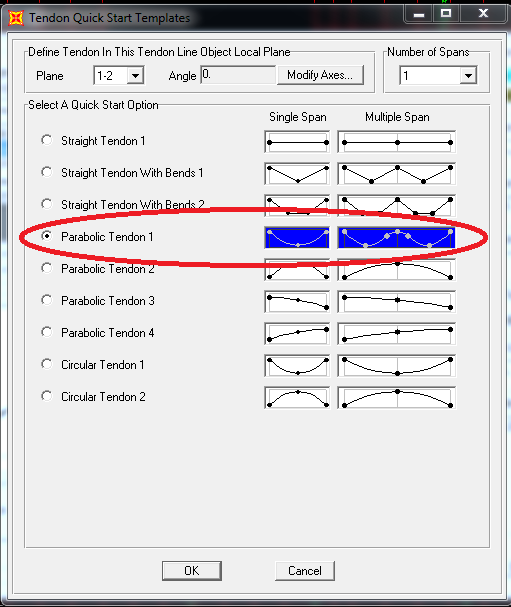 Tendon Quick Start Templates
Define Tendon In This Tendon Line Object Local Plane
Number of Spans
Plane 1-2 Angle 0. Modify Axes... 1
Select A Quick Start Option
Single Span Multiple Span
Straight Tendon 1
Straight Tendon With Bends 1
Straight Tendon With Bends 2
Parabolic Tendon 1
Parabolic Tendon 2
Parabolic Tendon 3
Parabolic Tendon 4
Circular Tendon 1
Circular Tendon 2
OK Cancel